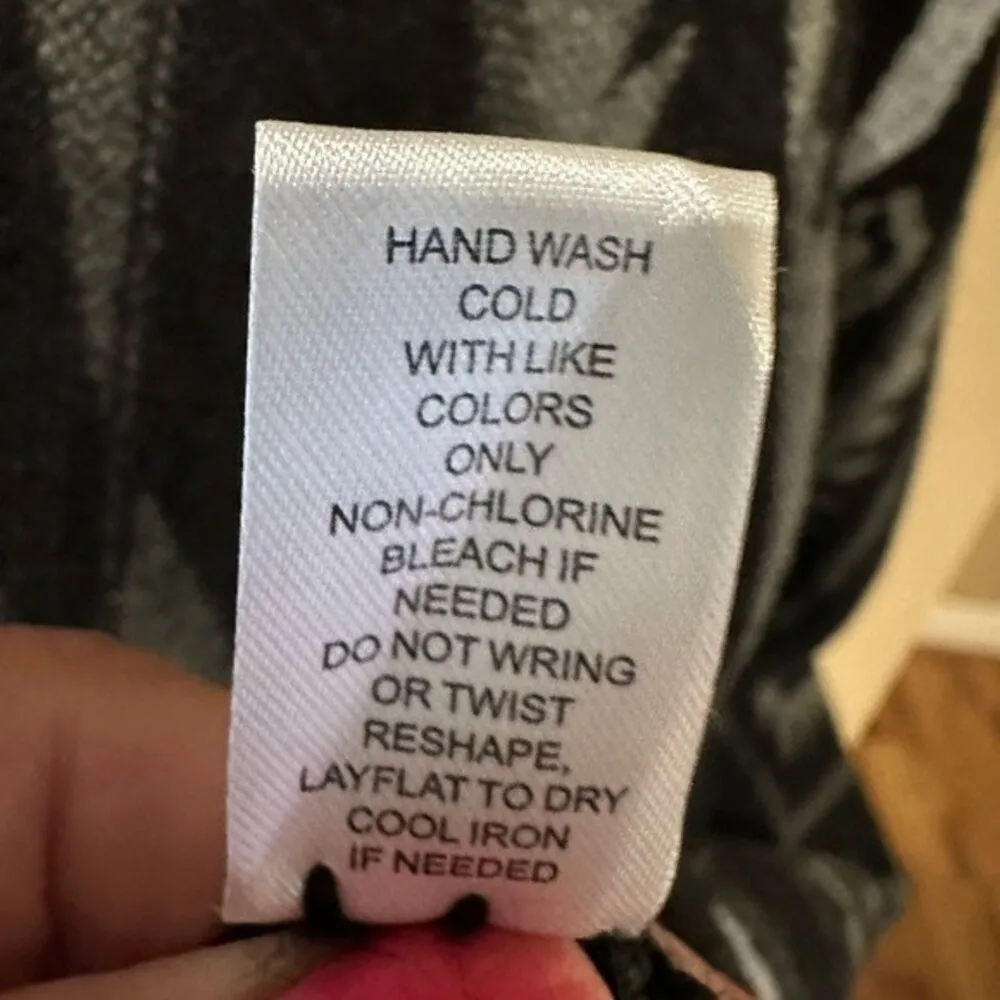 HAND WASH
COLD
WITH LIKE
COLORS
ONLY
NON-CHLORINE
BLEACH IF
NEEDED
DO NOT WRING
OR TWIST
RESHAPE,
LAYFLAT TO DRY
COOL IRON
IF NEEDED